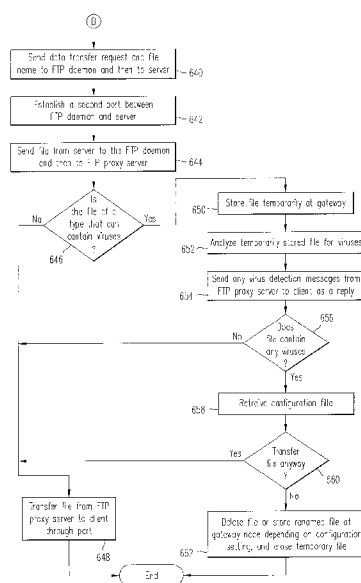 B
Send data transfer request and file
name to FTP daemon and then to server
640
Establish a second port between
FTP daemon and server
642
Send file from server to the FTP daemon
and then to FTP proxy server
644
Is
the file of a
type that can
contain viruses
?
No
Yes
646
Store file temporarily at gateway
650
Analyze temporarily stored file for viruses
652
Send any virus detection messages from
FTP proxy server to client as a reply
654
Does
file contain
any viruses
?
656
No
Yes
Retreive configuration file
658
Transfer
file anyway
?
Yes
660
No
Transfer file from FTP
proxy server to client
through port
648
Delete file or store renamed file at
gateway node depending on configuration
setting, and erase temporary file
662
End